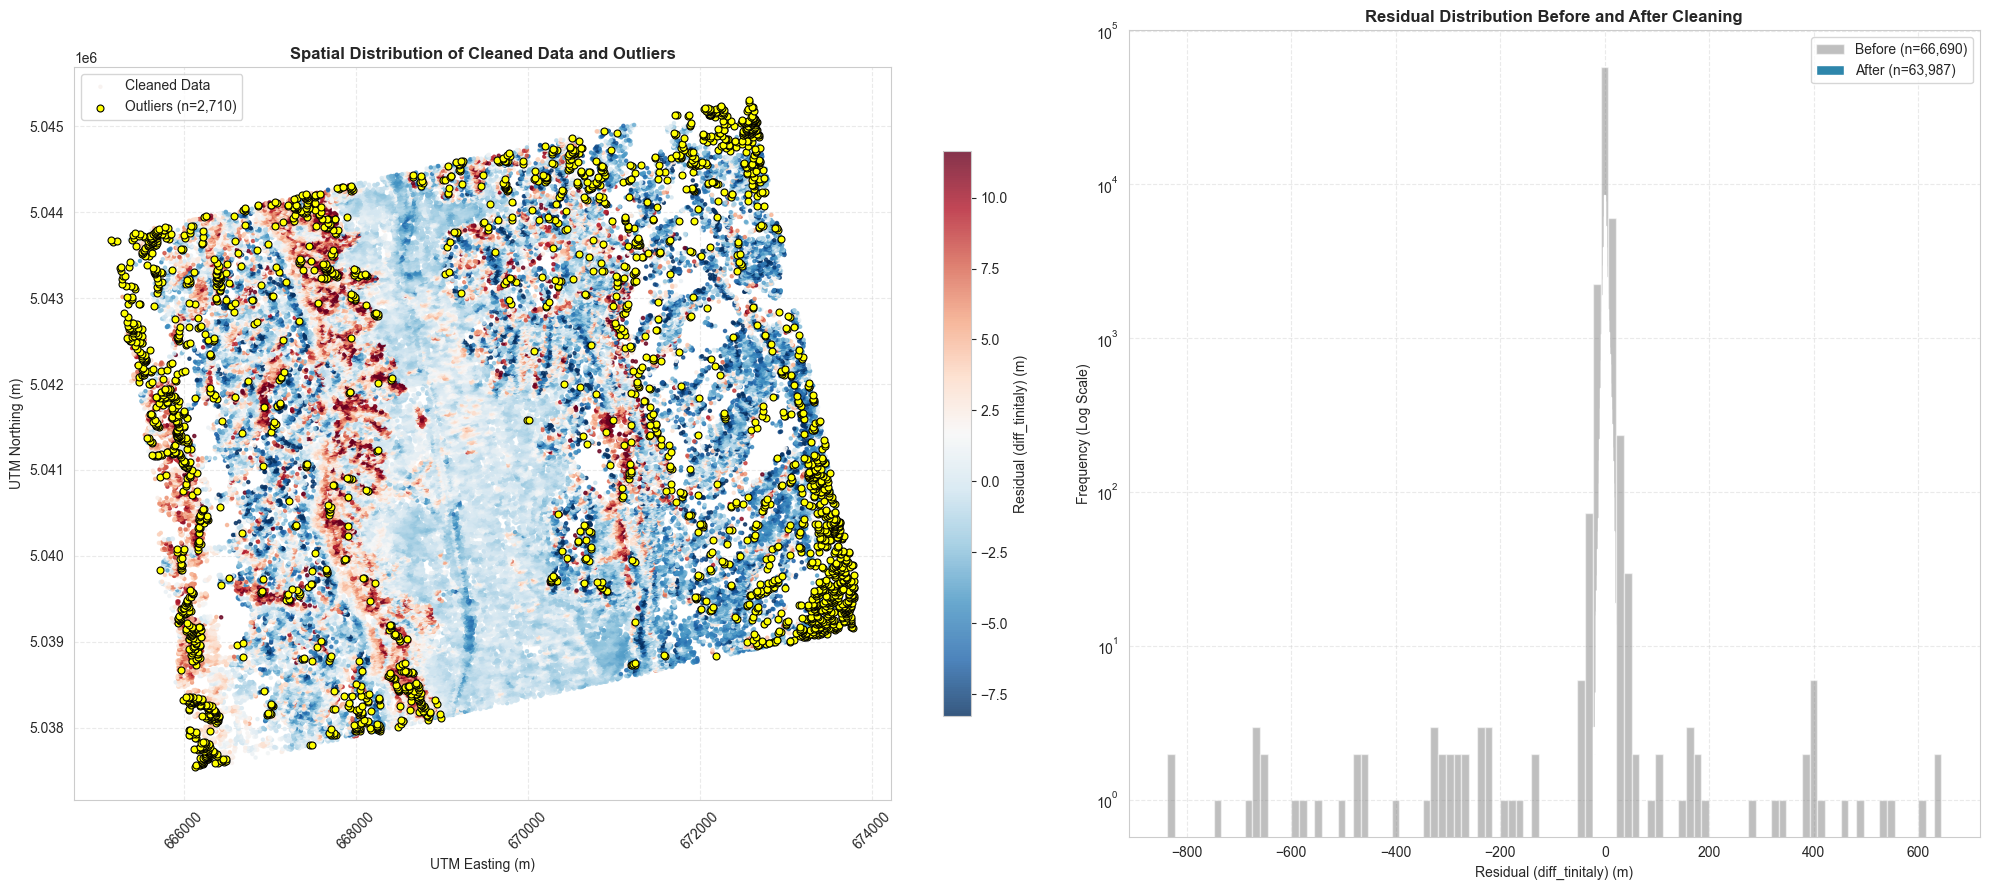 Spatial Distribution of Cleaned Data and Outliers
1e6
Cleaned Data
Outliers (n=2,710)
5.045
5.044
5.043
5.042
5.041
5.040
5.039
5.038
UTM Northing (m)
666000
668000
670000
672000
674000
UTM Easting (m)
10.0
7.5
5.0
2.5
0.0
−2.5
−5.0
−7.5
Residual (diff_tinitaly) (m)
Residual Distribution Before and After Cleaning
Before (n=66,690)
After (n=63,987)
10^5
10^4
10^3
10^2
10^1
10^0
Frequency (Log Scale)
−800
−600
−400
−200
0
200
400
600
Residual (diff_tinitaly) (m)